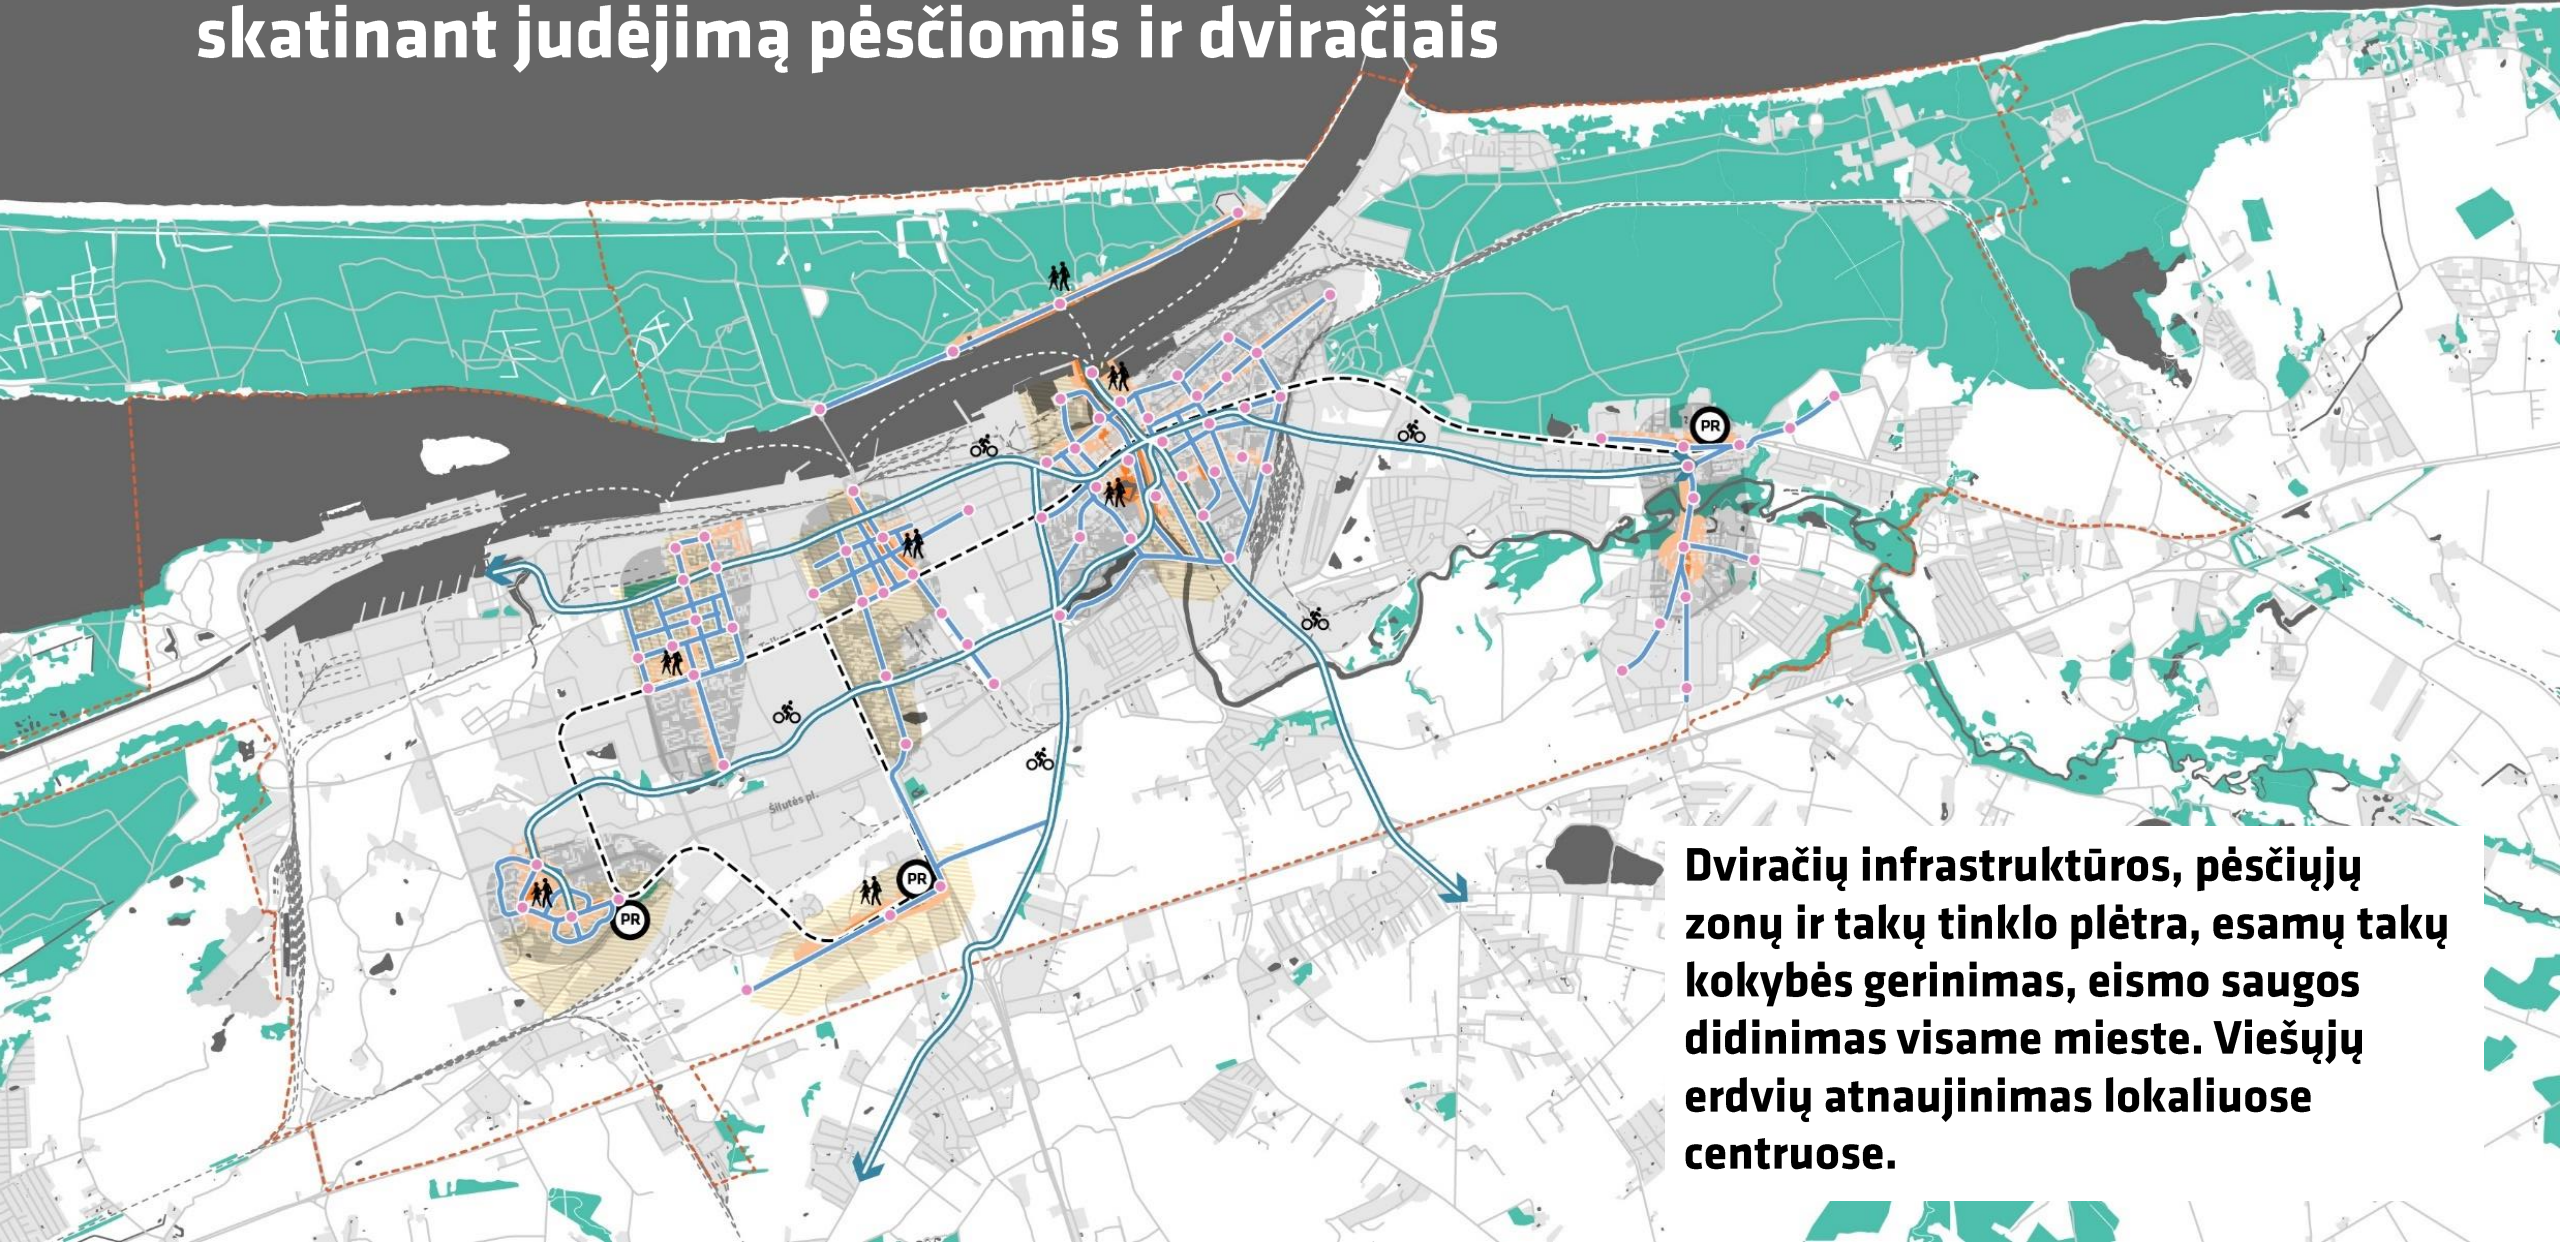 skatinant judėjimą pėsčiomis ir dviračiais
PR
Šilutės pl.
PR
PR
Dviračių infrastruktūros, pėsčiųjų
zonų ir takų tinklo plėtra, esamų takų
kokybės gerinimas, eismo saugos
didinimas visame mieste. Viešųjų
erdvių atnaujinimas lokaliuose
centruose.